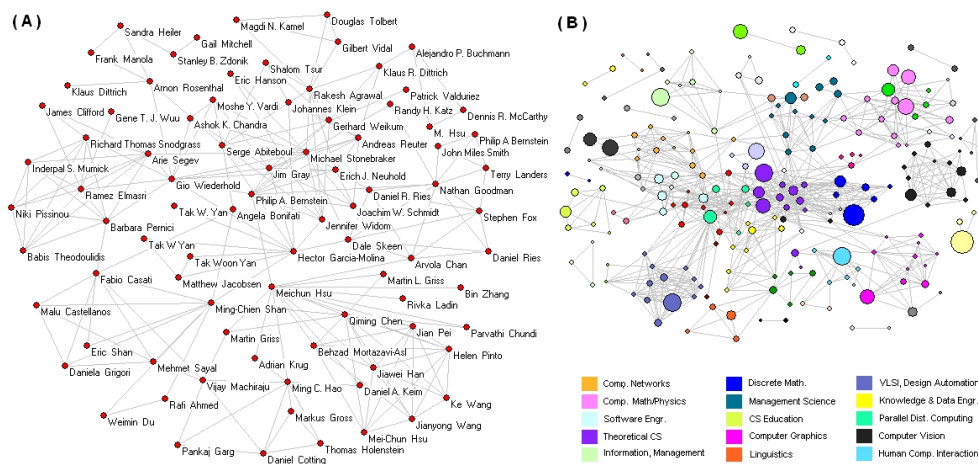 ( A )
Sandra Heiler
Magdi N. Kamel
Douglas Tolbert
Gail Mitchell
Gilbert Vidal
Frank Manola
Stanley B. Zdonik
Alejandro P. Buchmann
Shalom Tsur
Klaus R. Dittrich
Eric Hanson
Klaus Dittrich
Arnon Rosenthal
Rakesh Agrawal
Patrick Valduriez
James Clifford
Moshe Y. Vardi
Johannes Klein
Randy H. Katz
Dennis R. McCarthy
Gene T. J. Wuu
Ashok K. Chandra
Gerhard Weikum
M. Hsu
Philip A Bernstein
Richard Thomas Snodgrass
Serge Abiteboul
Andreas Reuter
John Miles Smith
Arie Segev
Michael Stonebraker
Inderpal S. Mumick
Jim Gray
Erich J. Neuhold
Terry Landers
Gio Wiederhold
Ramez Elmasri
Philip A. Bernstein
Daniel R. Ries
Nathan Goodman
Niki Pissinou
Tak W. Yan
Angela Bonifati
Joachim W. Schmidt
Stephen Fox
Barbara Pernici
Jennifer Widom
Tak W Yan
Dale Skeen
Babis Theodoulidis
Hector Garcia-Molina
Arvola Chan
Daniel Ries
Tak Woon Yan
Fabio Casati
Matthew Jacobsen
Martin L. Griss
Meichun Hsu
Bin Zhang
Malu Castellanos
Ming-Chien Shan
Rivka Ladin
Qiming Chen
Jian Pei
Parvathi Chundi
Martin Griss
Eric Shan
Behzad Mortazavi-Asl
Helen Pinto
Daniela Grigori
Mehmet Sayal
Adrian Krug
Jiawei Han
Vijay Machiraju
Ming C. Hao
Daniel A. Keim
Rafi Ahmed
Ke Wang
Weimin Du
Markus Gross
Jianyong Wang
Mei-Chun Hsu
Pankaj Garg
Thomas Holenstein
Daniel Cotting
( B )
Comp. Networks
Discrete Math.
VLSI, Design Automation
Comp. Math/Physics
Management Science
Knowledge & Data Engr.
Software Engr.
CS Education
Parallel Dist. Computing
Theoretical CS
Computer Graphics
Computer Vision
Information, Management
Linguistics
Human Comp. Interaction